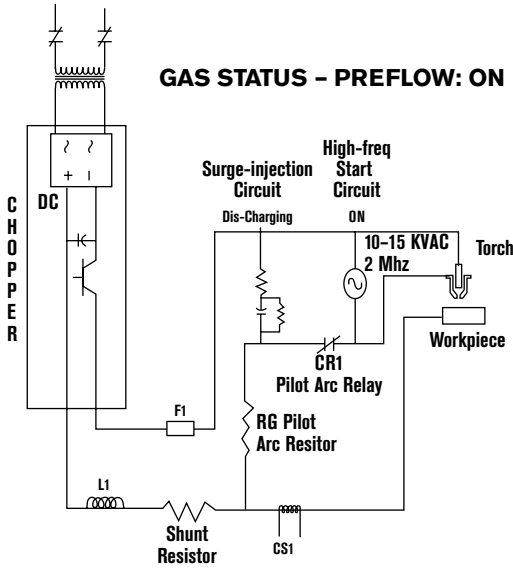 GAS STATUS – PREFLOW: ON
CHOPPER
DC
~ ~
+ –
Surge-injection
Circuit
Dis-Charging
High-freq
Start
Circuit
ON
10–15 KVAC
2 Mhz
~
Torch
Workpiece
CR1
Pilot Arc Relay
F1
RG Pilot
Arc Resitor
L1
Shunt
Resistor
CS1